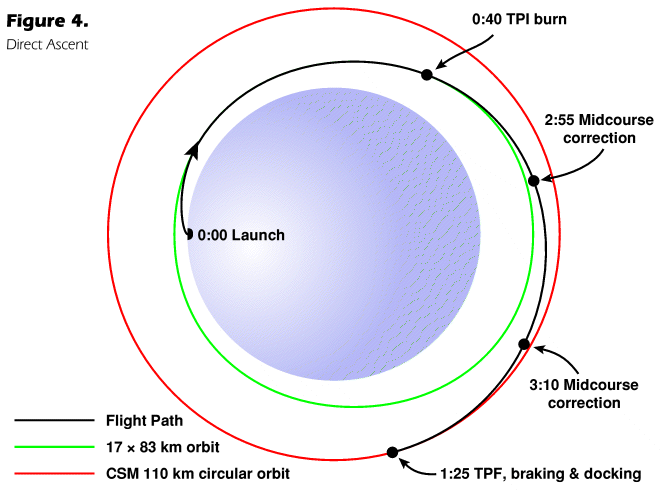 Figure 4.
Direct Ascent
0:40 TPI burn
2:55 Midcourse
correction
0:00 Launch
3:10 Midcourse
correction
Flight Path
17 × 83 km orbit
CSM 110 km circular orbit
1:25 TPF, braking & docking